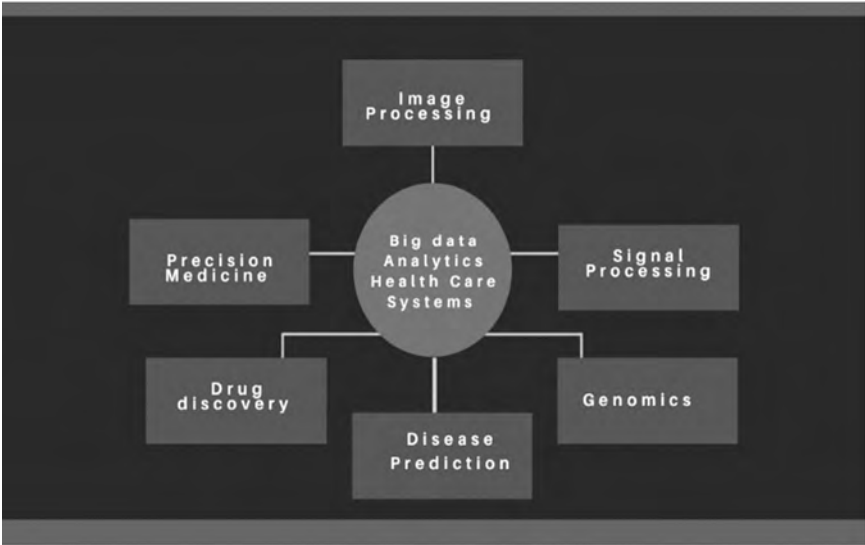 Image
Processing
Precision
Medicine
Big data
Analytics
Health Care
Systems
Signal
Processing
Drug
discovery
Disease
Prediction
Genomics